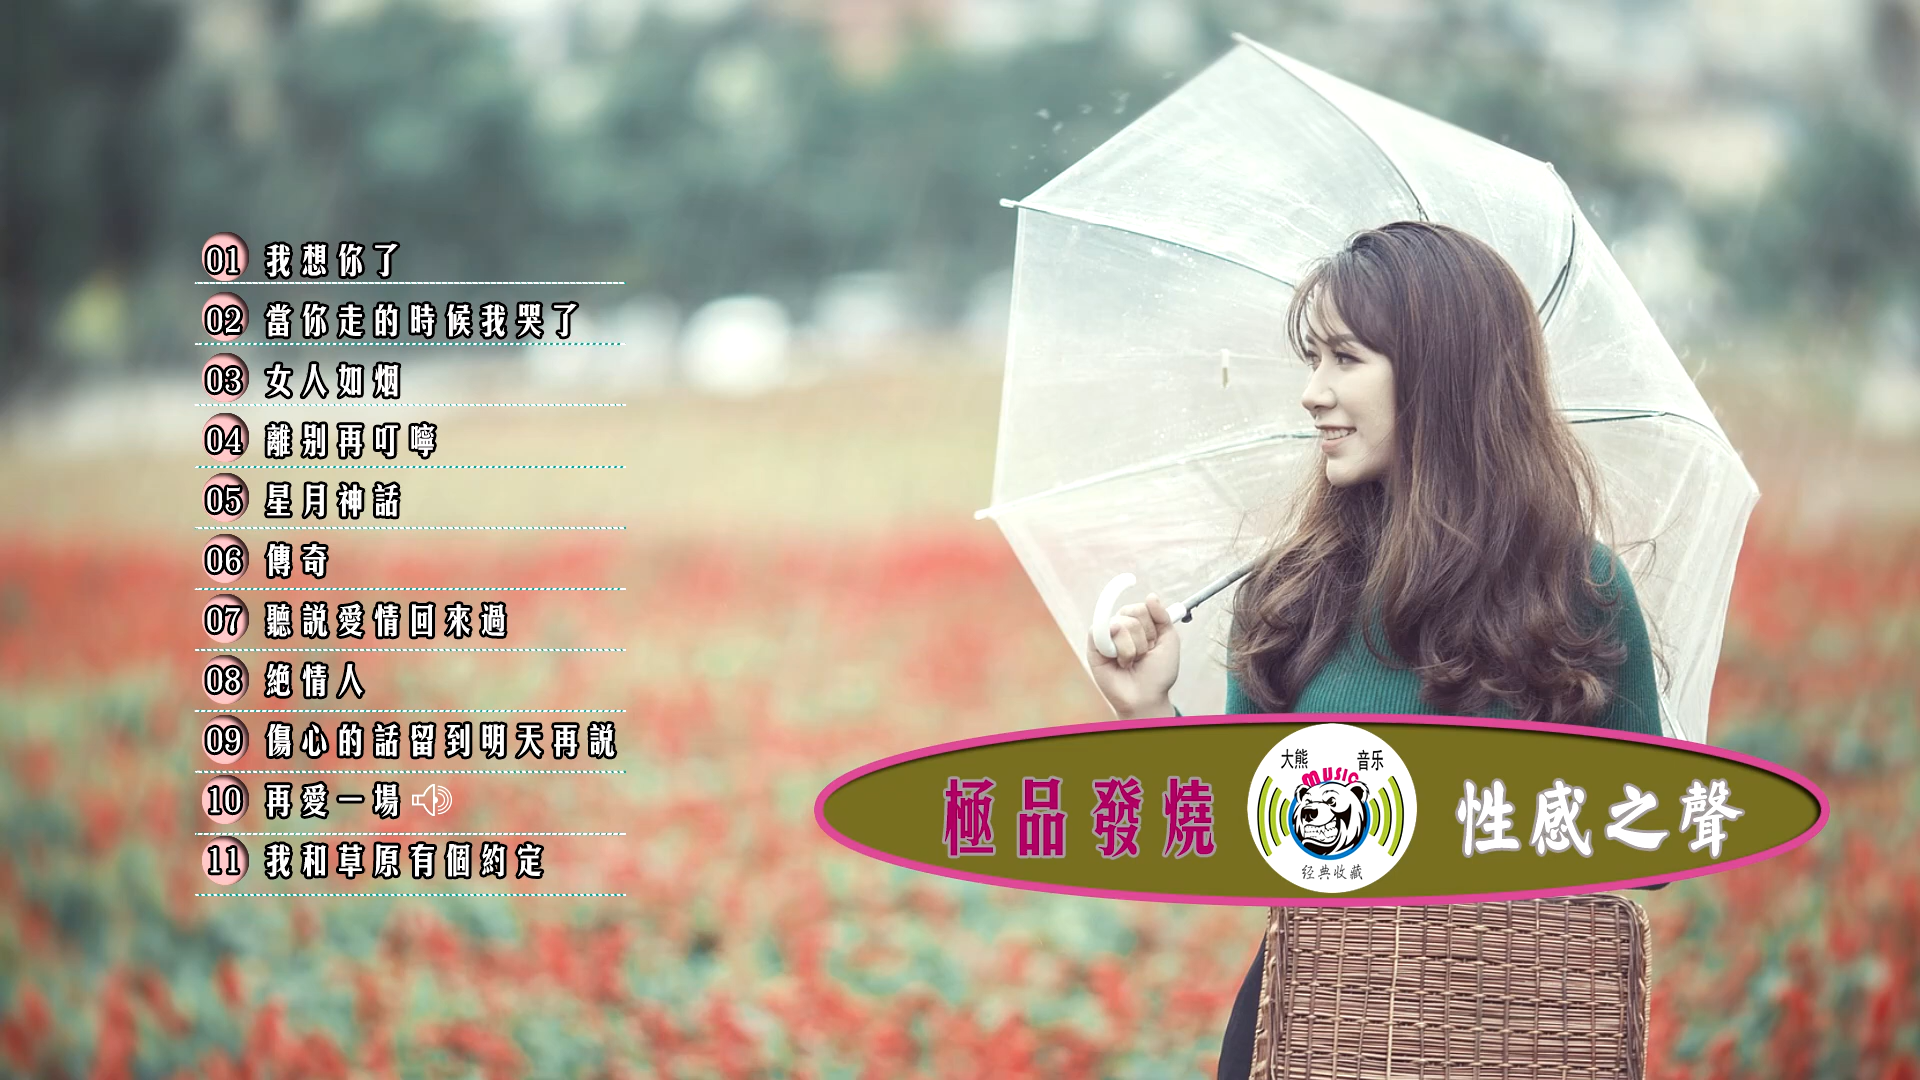 01 我想你了
02 當你走的時候我哭了
03 女人如烟
04 離别再叮嚀
05 星月神話
06 傳奇
07 聽説愛情回來過
08 絶情人
09 傷心的話留到明天再説
10 再愛一場
11 我和草原有個約定
極品發燒
大熊 音乐
MUSIC
经典收藏
性感之聲